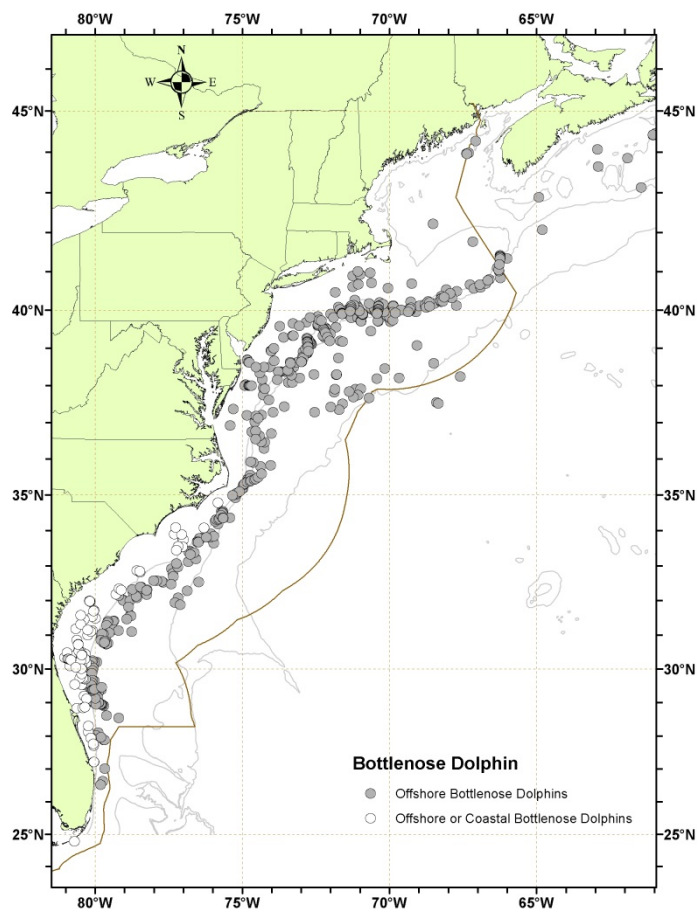 80°W 75°W 70°W 65°W
N
W E
S
45°N 45°N
40°N 40°N
35°N 35°N
30°N 30°N
Bottlenose Dolphin
Offshore Bottlenose Dolphins
Offshore or Coastal Bottlenose Dolphins
25°N 25°N
80°W 75°W 70°W 65°W